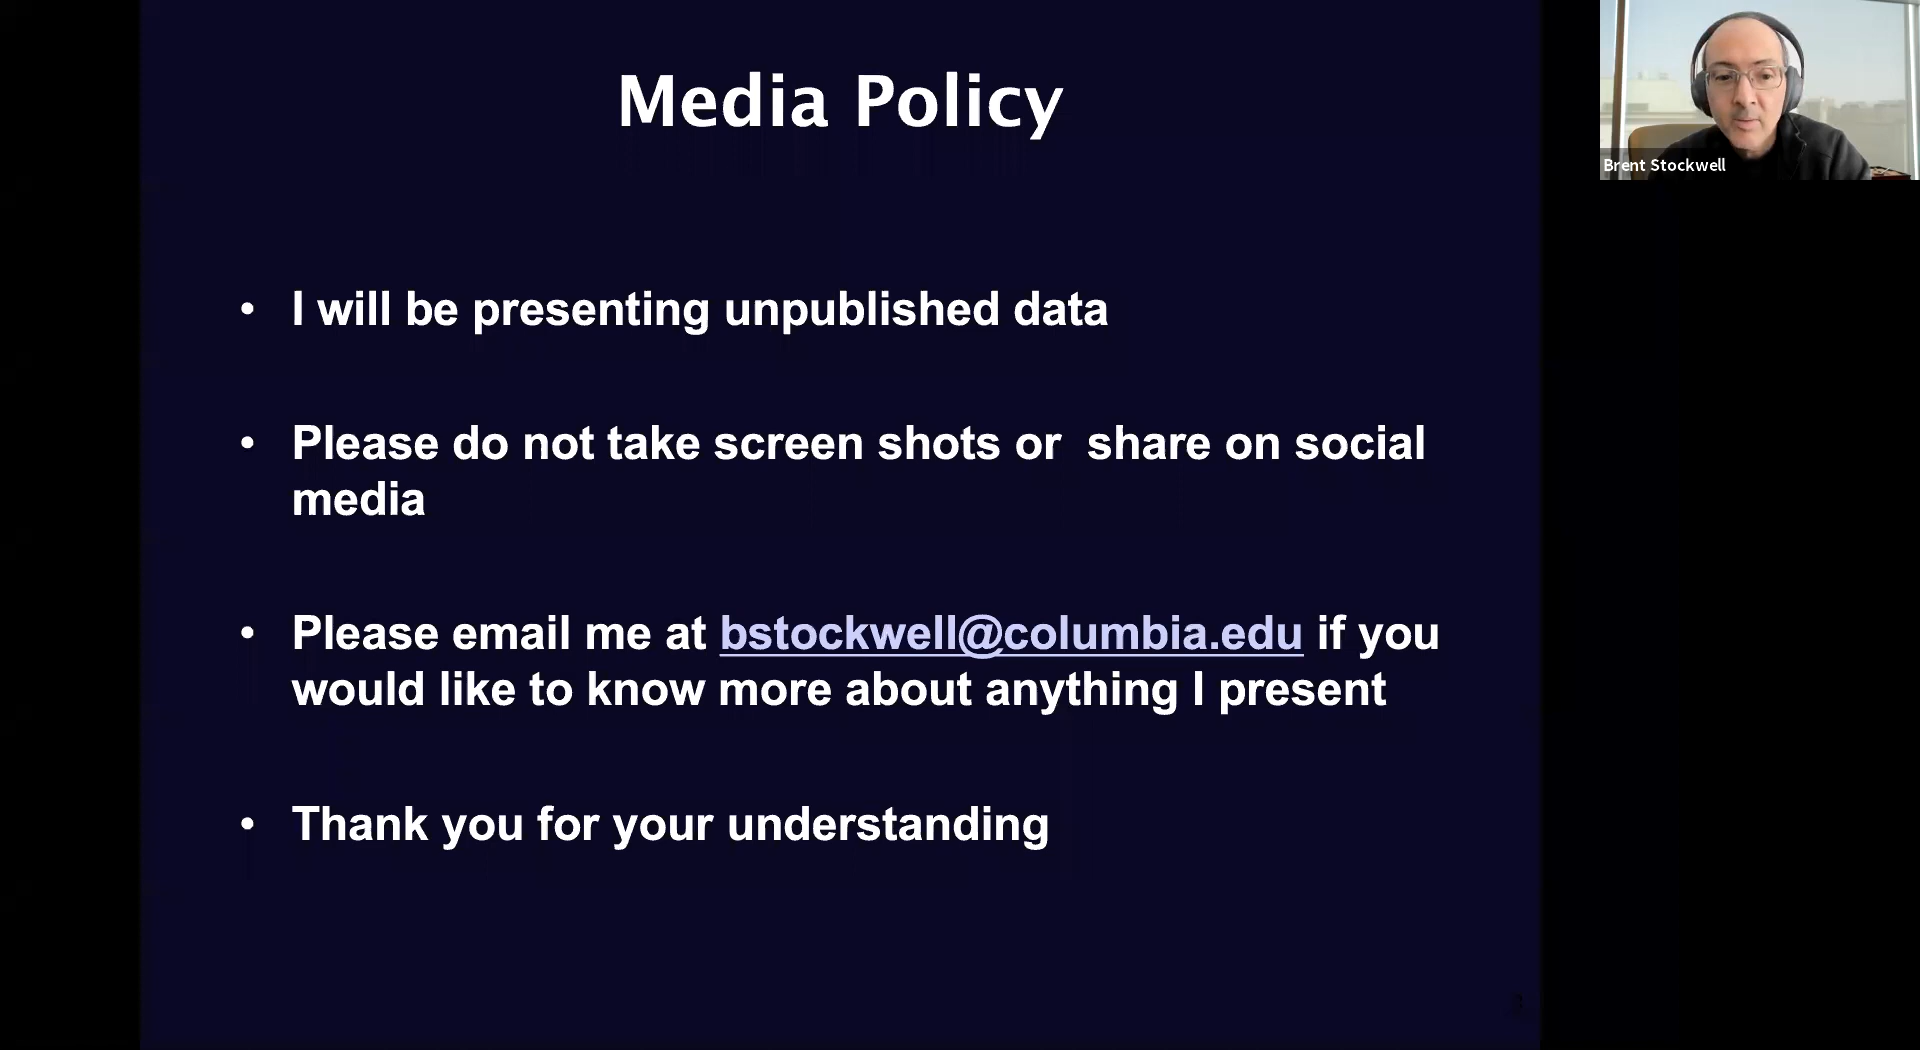 Media Policy
Brent Stockwell
• I will be presenting unpublished data
• Please do not take screen shots or  share on social
media
• Please email me at bstockwell@columbia.edu if you
would like to know more about anything I present
• Thank you for your understanding